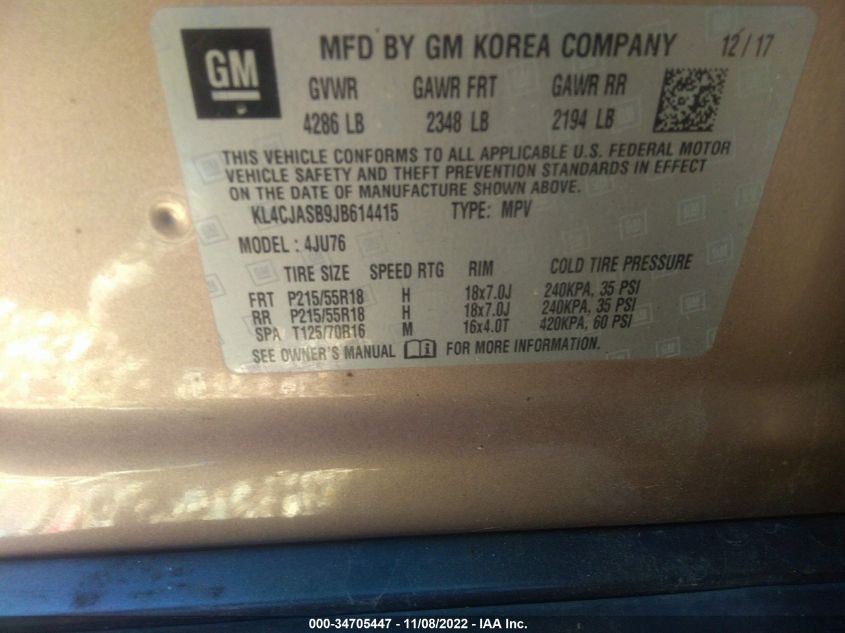 GM
MFD BY GM KOREA COMPANY 12/17
GVWR GAWR FRT GAWR RR
4286 LB 2348 LB 2194 LB
THIS VEHICLE CONFORMS TO ALL APPLICABLE U.S. FEDERAL MOTOR
VEHICLE SAFETY AND THEFT PREVENTION STANDARDS IN EFFECT
ON THE DATE OF MANUFACTURE SHOWN ABOVE.
KL4CJASB9JB614415 TYPE: MPV
MODEL : 4JU76
TIRE SIZE SPEED RTG RIM COLD TIRE PRESSURE
FRT P215/55R18 H 18x7.0J 240KPA, 35 PSI
RR P215/55R18 H 18x7.0J 240KPA, 35 PSI
SPA T125/70R16 M 16x4.0T 420KPA, 60 PSI
SEE OWNER'S MANUAL FOR MORE INFORMATION.
000-34705447 - 11/08/2022 - IAA Inc.